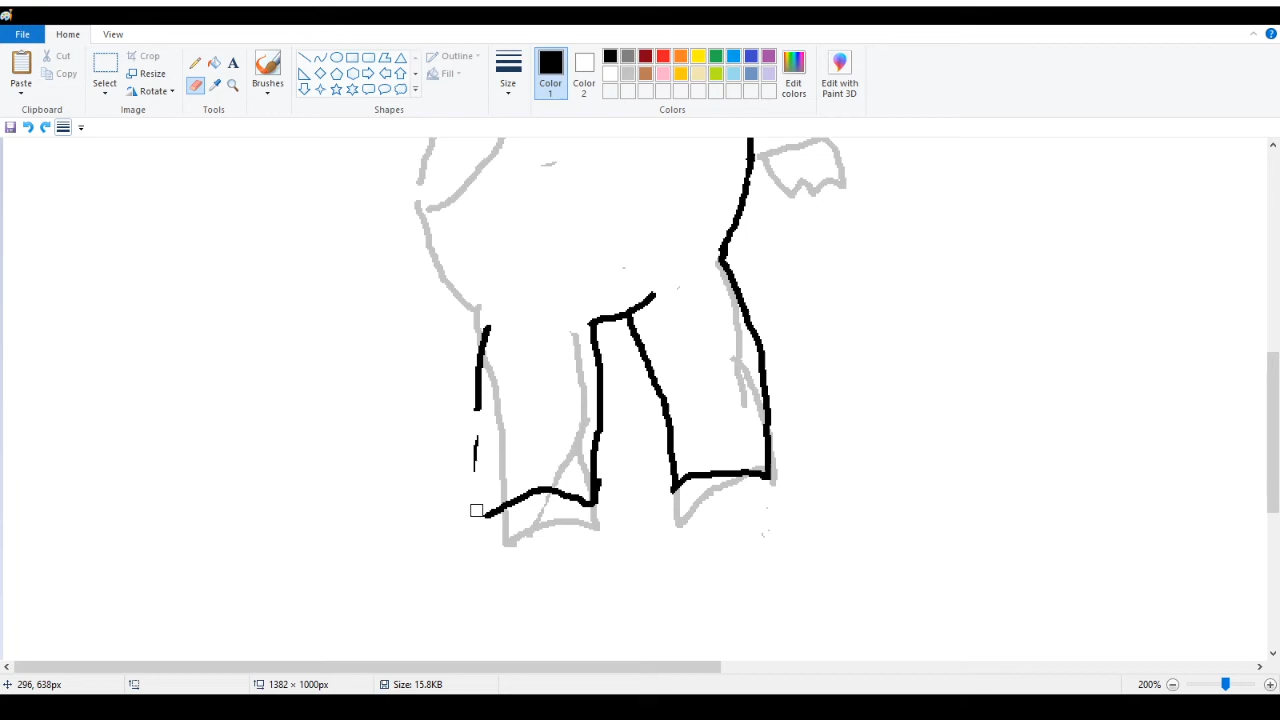 File Home View
Paste Cut Copy Clipboard
Select Crop Resize Rotate Image
A Tools
Brushes
Outline Fill Shapes
Size
Color 1 Color 2 Edit colors Colors
Edit with Paint 3D
296, 638px 1382 × 1000px Size: 15.8KB 200%